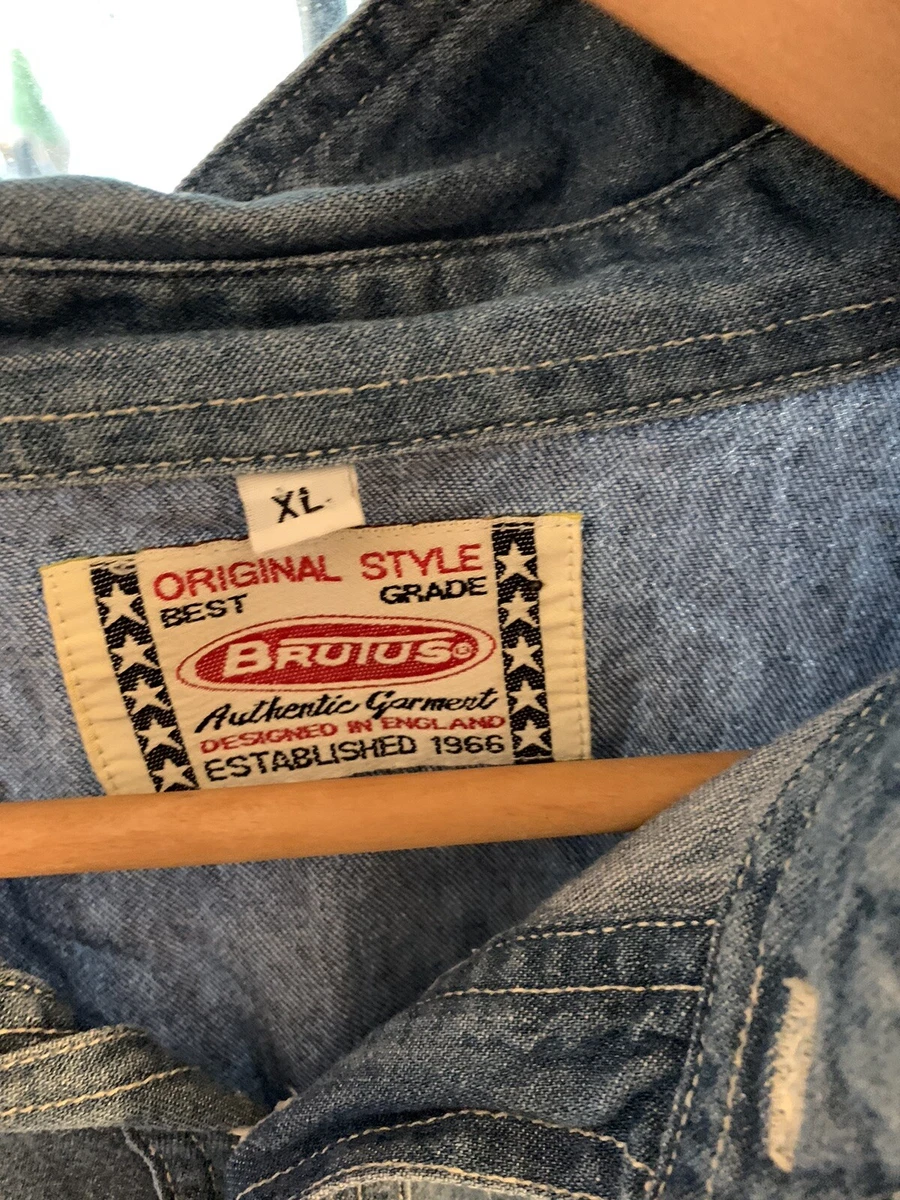 XL
ORIGINAL STYLE
BEST GRADE
BRUTUS®
Authentic Garment
DESIGNED IN ENGLAND
ESTABLISHED 1966